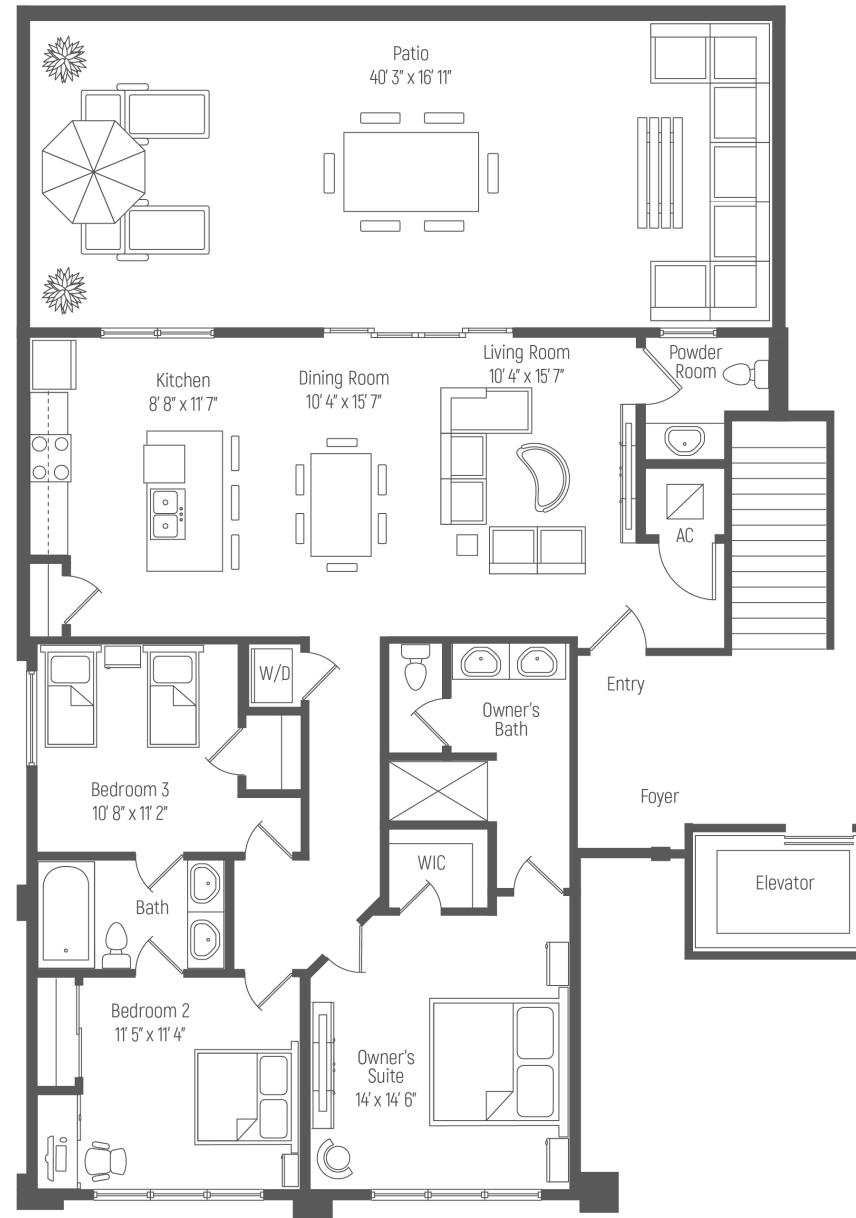 Patio
40' 3" x 16' 11"
Kitchen
8' 8" x 11' 7"
Dining Room
10' 4" x 15' 7"
Living Room
10' 4" x 15' 7"
Powder
Room
AC
W/D
Owner's
Bath
Entry
Foyer
Bedroom 3
10' 8" x 11' 2"
WIC
Elevator
Bath
Bedroom 2
11' 5" x 11' 4"
Owner's
Suite
14' x 14' 6"